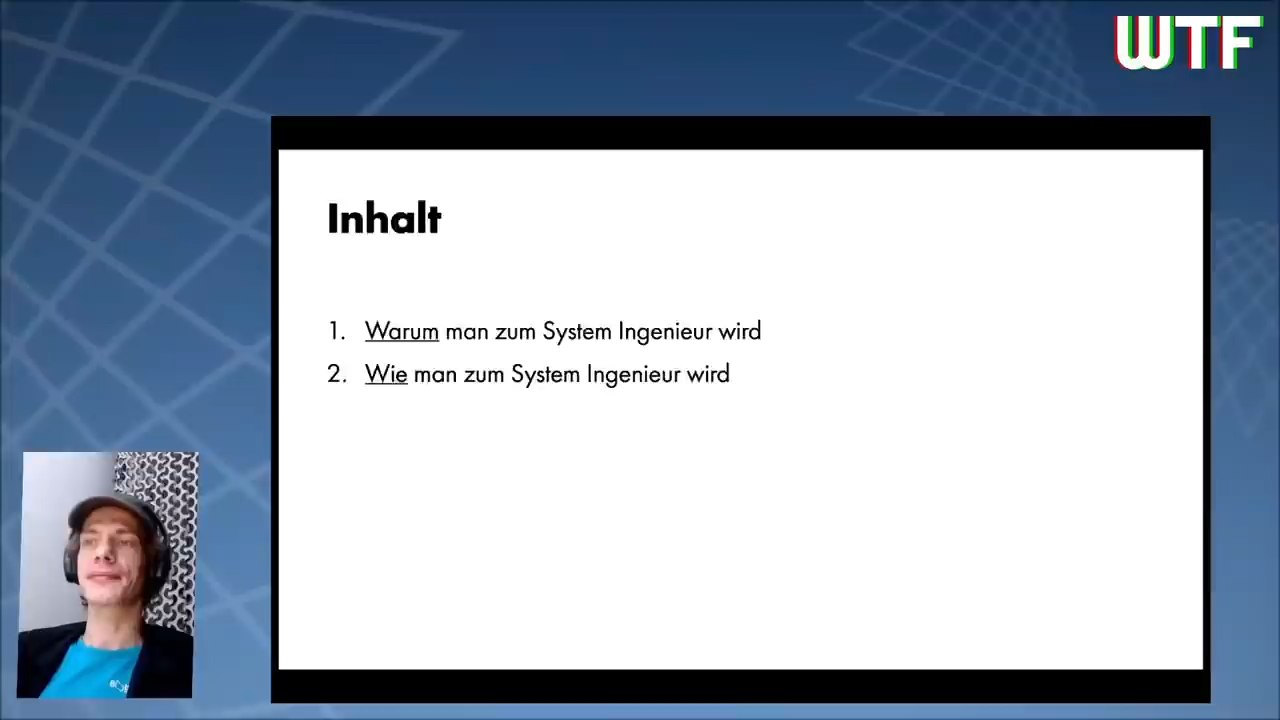 WTF
Inhalt
1. Warum man zum System Ingenieur wird
2. Wie man zum System Ingenieur wird